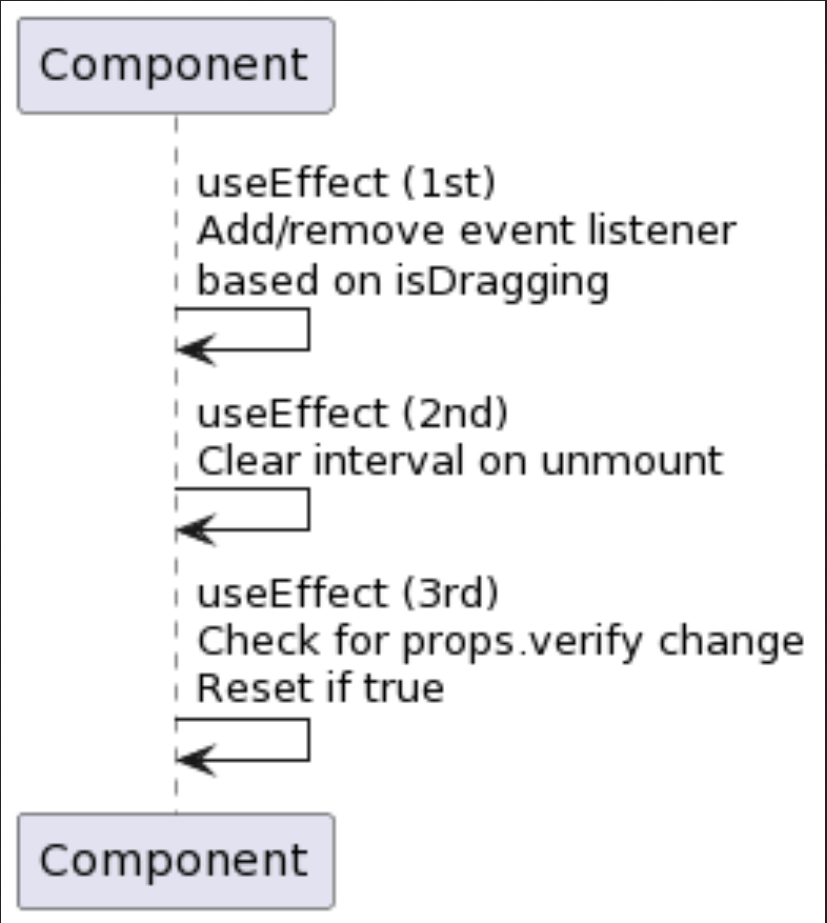 Component
useEffect (1st)
Add/remove event listener
based on isDragging
useEffect (2nd)
Clear interval on unmount
useEffect (3rd)
Check for props.verify change
Reset if true
Component